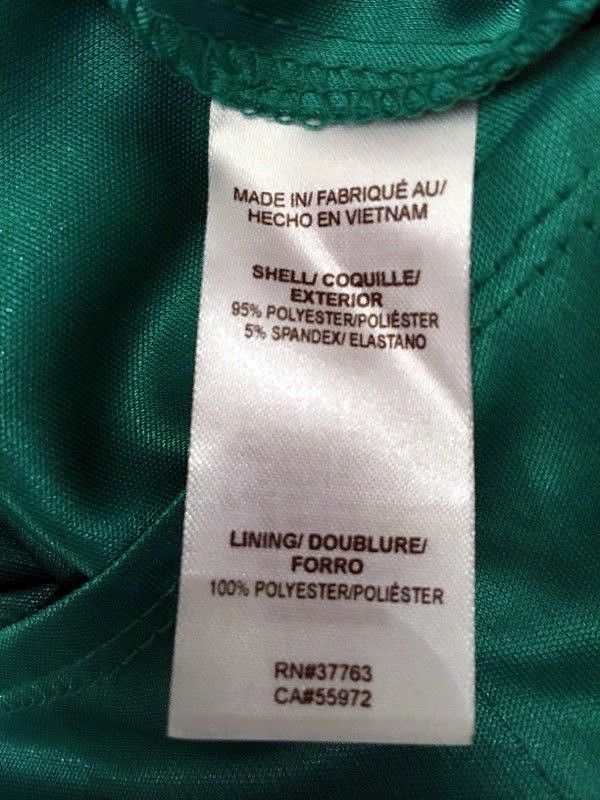 MADE IN/ FABRIQUÉ AU/
HECHO EN VIETNAM
SHELL/ COQUILLE/
EXTERIOR
95% POLYESTER/POLIÉSTER
5% SPANDEX/ ELASTANO
LINING/ DOUBLURE/
FORRO
100% POLYESTER/POLIÉSTER
RN#37763
CA#55972